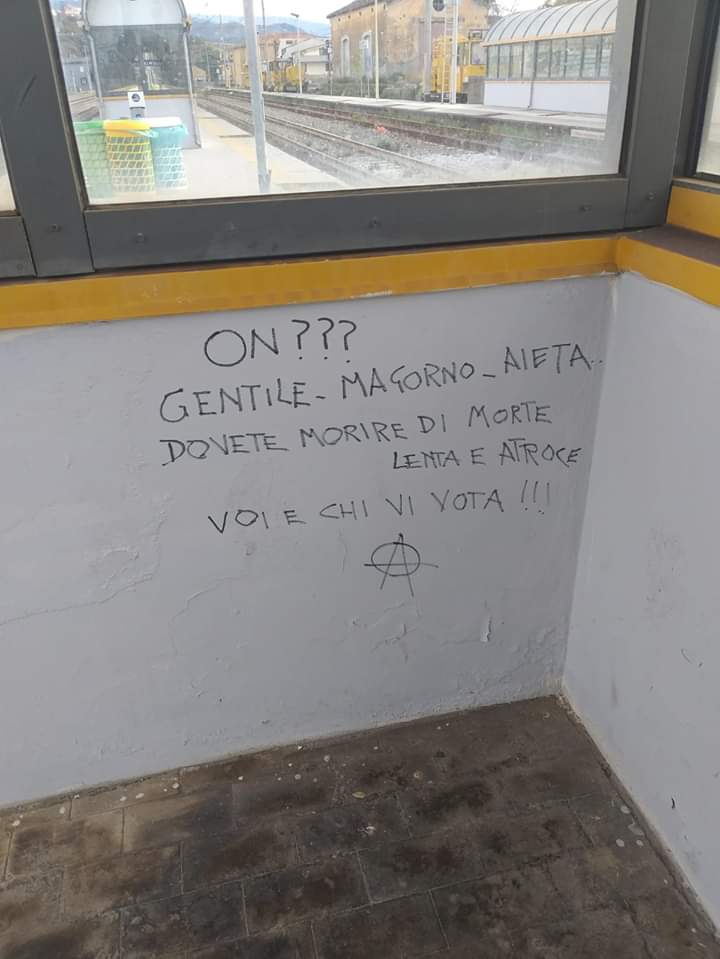 ON???
GENTILE - MAGORNO - AIETA..
DOVETE MORIRE DI MORTE
LENTA E ATROCE
VOI E CHI VI VOTA !!!